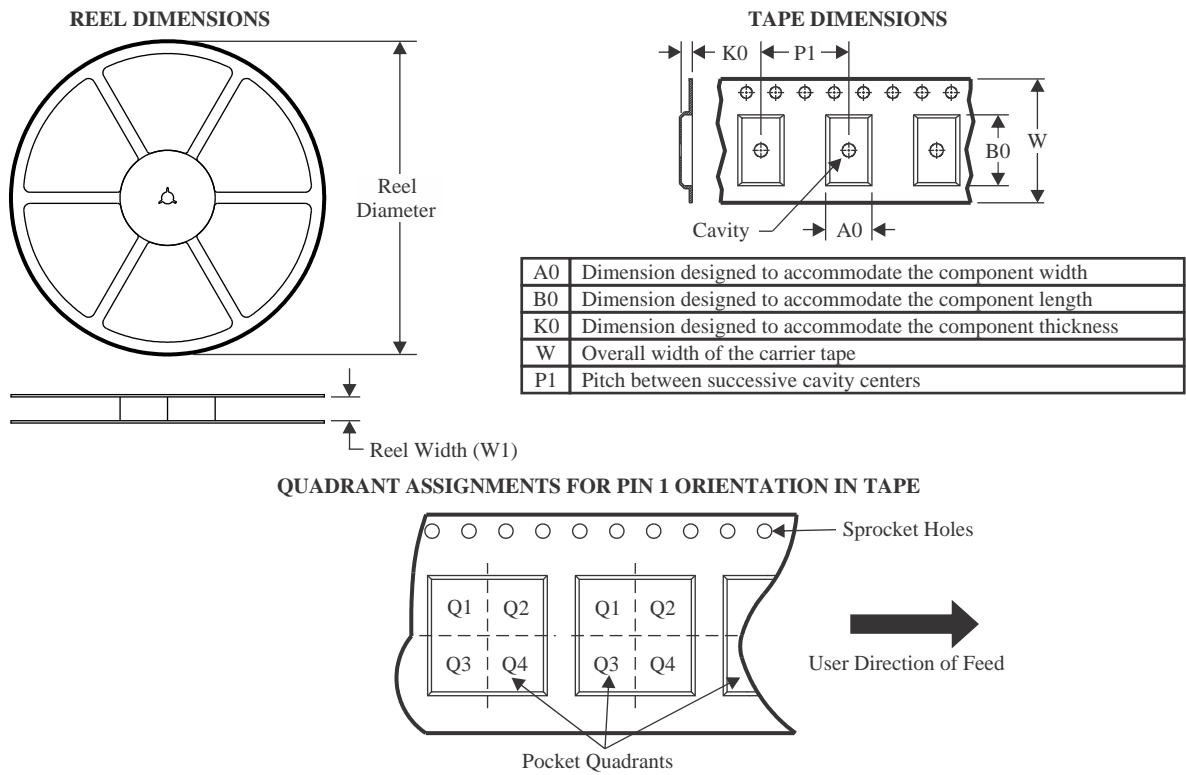 REEL DIMENSIONS
Reel
Diameter
Reel Width (W1)
TAPE DIMENSIONS
K0
P1
W
B0
Cavity
A0
A0 Dimension designed to accommodate the component width
B0 Dimension designed to accommodate the component length
K0 Dimension designed to accommodate the component thickness
W Overall width of the carrier tape
P1 Pitch between successive cavity centers
QUADRANT ASSIGNMENTS FOR PIN 1 ORIENTATION IN TAPE
Sprocket Holes
Q1 Q2 Q1 Q2
Q3 Q4 Q3 Q4
User Direction of Feed
Pocket Quadrants